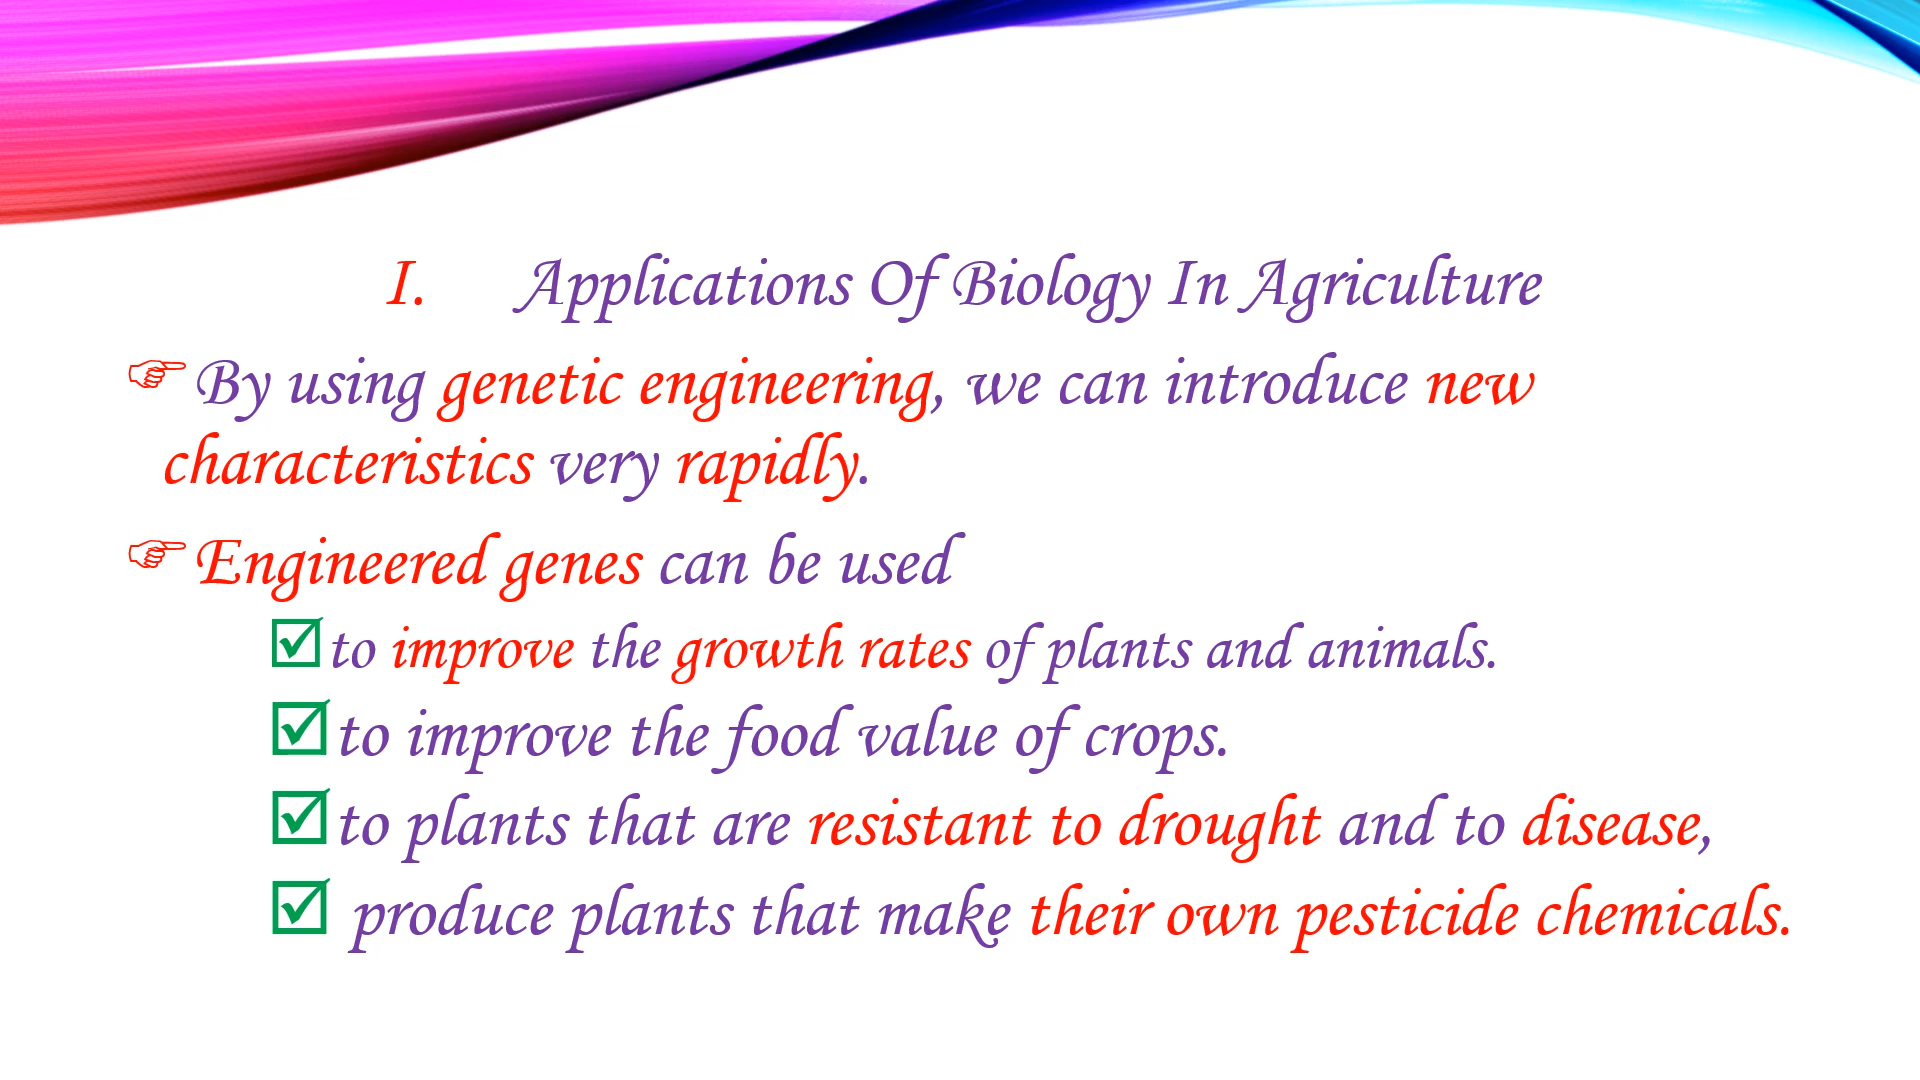 I. Applications Of Biology In Agriculture
☞By using genetic engineering, we can introduce new
characteristics very rapidly.
☞Engineered genes can be used
☑to improve the growth rates of plants and animals.
☑to improve the food value of crops.
☑to plants that are resistant to drought and to disease,
☑ produce plants that make their own pesticide chemicals.